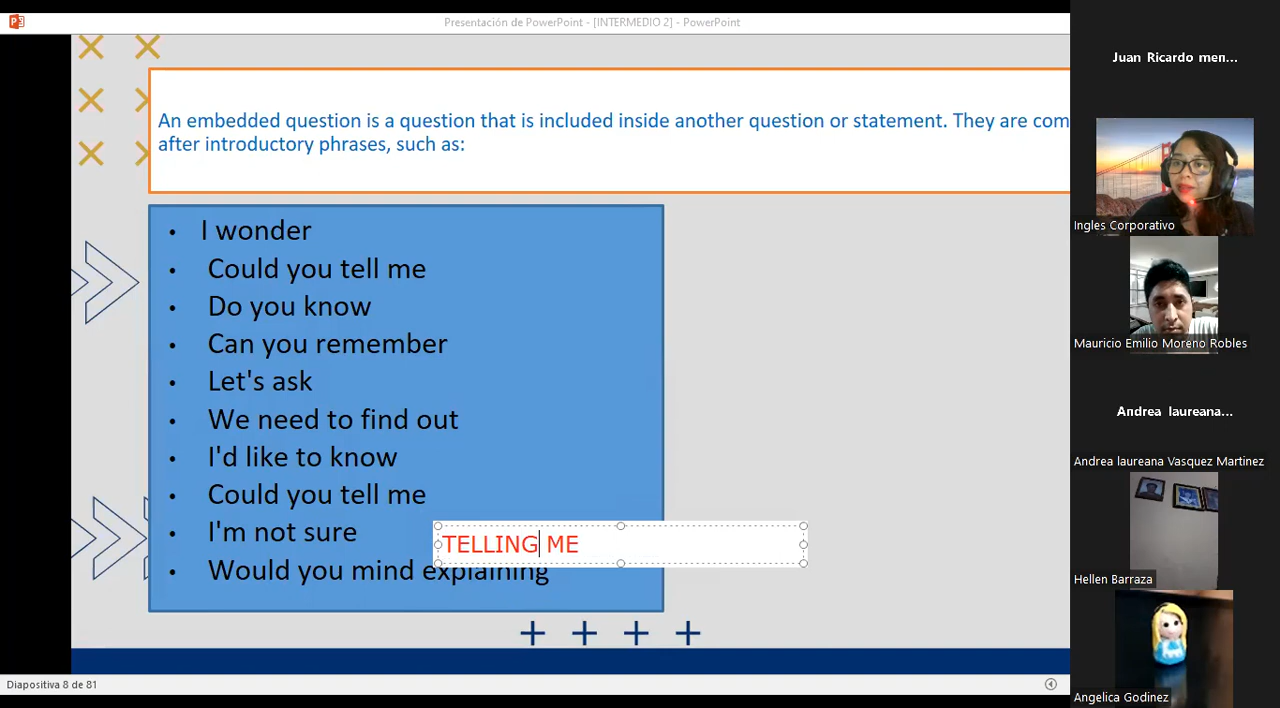 Presentación de PowerPoint - [INTERMEDIO 2] - PowerPoint
An embedded question is a question that is included inside another question or statement. They are com
after introductory phrases, such as:
• I wonder
• Could you tell me
• Do you know
• Can you remember
• Let's ask
• We need to find out
• I'd like to know
• Could you tell me
• I'm not sure
TELLING ME
• Would you mind explaining
Diapositiva 8 de 81
Juan Ricardo men...
Ingles Corporativo
Mauricio Emilio Moreno Robles
Andrea laureana...
Andrea laureana Vasquez Martinez
Hellen Barraza
Angelica Godinez